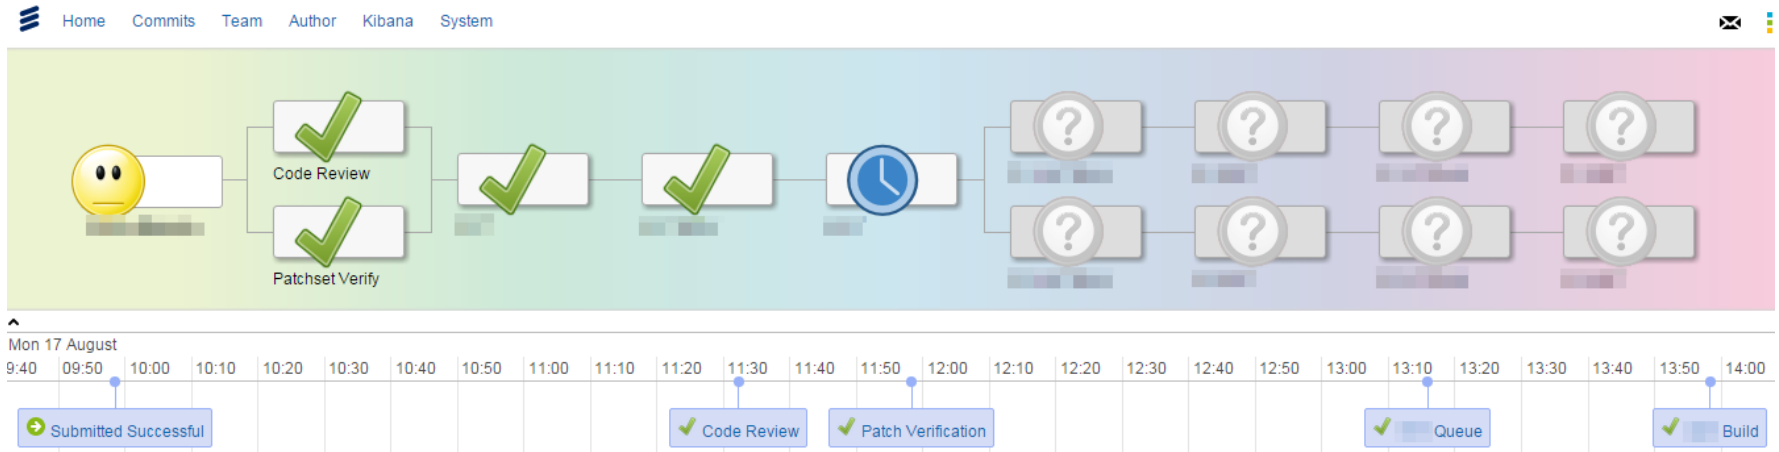 Home Commits Team Author Kibana System
Code Review
Patchset Verify
Mon 17 August
9:40 09:50 10:00 10:10 10:20 10:30 10:40 10:50 11:00 11:10 11:20 11:30 11:40 11:50 12:00 12:10 12:20 12:30 12:40 12:50 13:00 13:10 13:20 13:30 13:40 13:50 14:00
Submitted Successful Code Review Patch Verification Queue Build